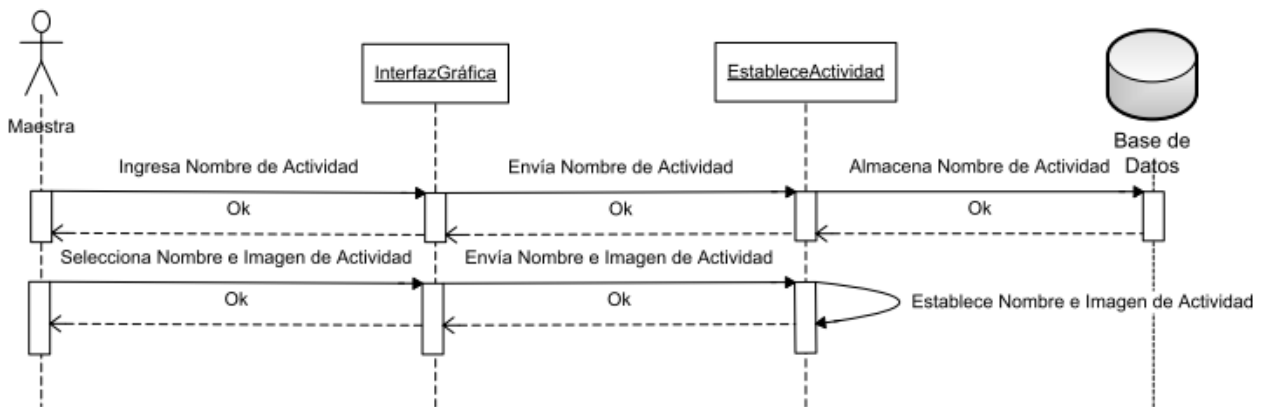 InterfazGráfica
EstableceActividad
Maestra
Base de
Datos
Ingresa Nombre de Actividad
Envía Nombre de Actividad
Almacena Nombre de Actividad
Ok
Ok
Ok
Selecciona Nombre e Imagen de Actividad
Envía Nombre e Imagen de Actividad
Ok
Ok
Establece Nombre e Imagen de Actividad